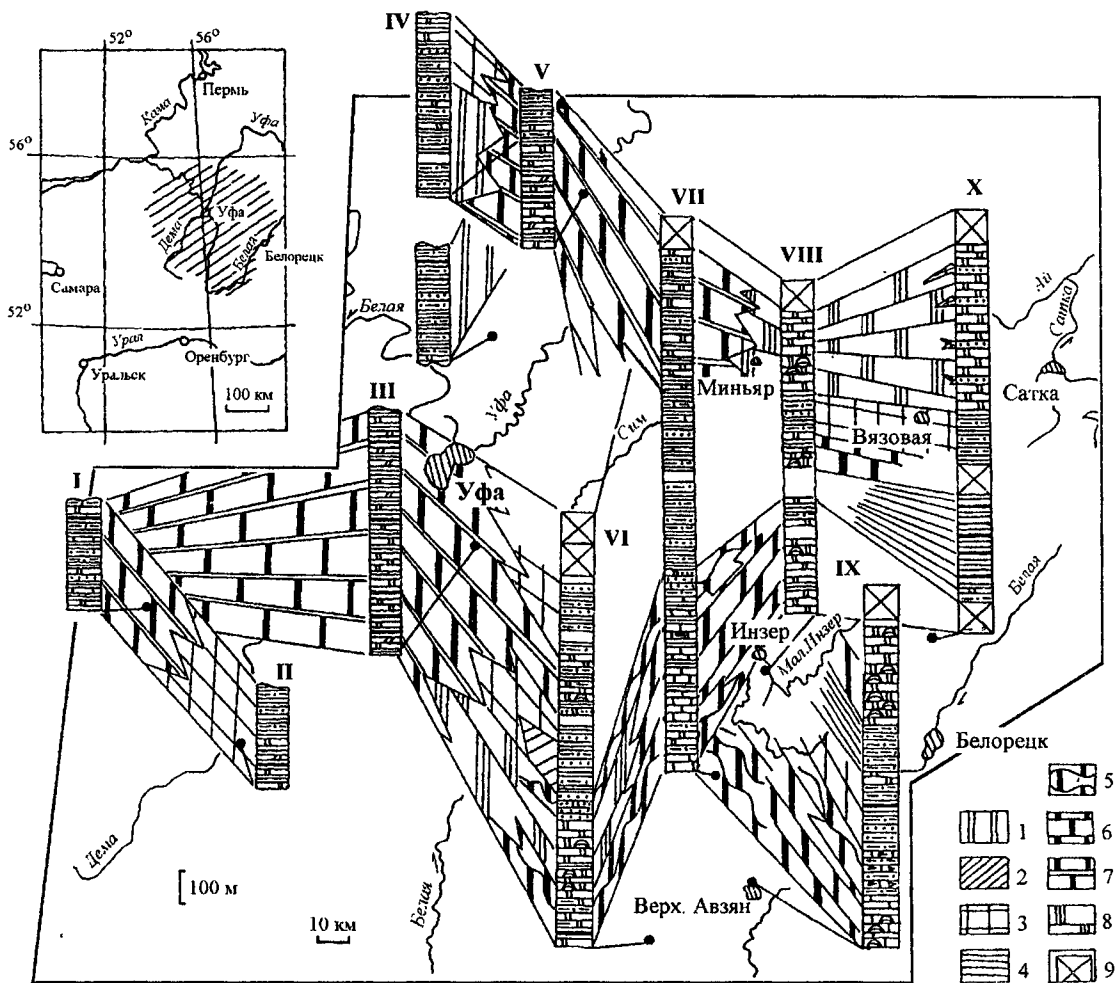 52°
56°
Пермь
Кама
Уфа
56°
Уфа
Дема
Белая
Белорецк
Самара
52°
Урал
Оренбург
Уральск
100 км
IV
V
VII
VIII
X
Белая
III
Уфа
Сим
Миньяр
Ай
Сатка
Сатка
Вязовая
I
Уфа
VI
IX
Белая
Инзер
Мал. Инзер
II
Белорецк
Дема
100 м
Белая
10 км
Верх. Авзян
5
1
6
2
7
3
8
4
9